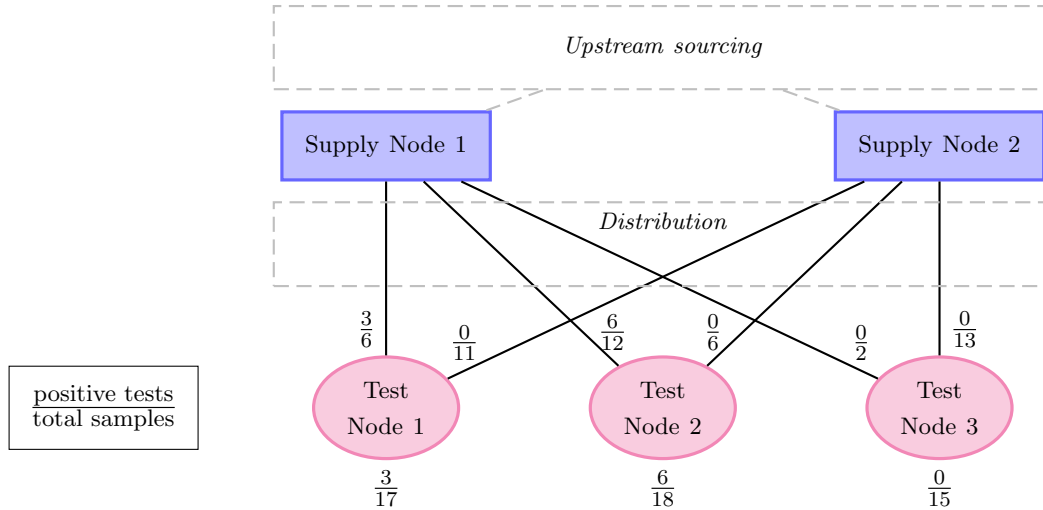 Upstream sourcing
Supply Node 1
Supply Node 2
Distribution
3/6
0/11
6/12
0/6
0/2
0/13
positive tests
total samples
Test
Node 1
Test
Node 2
Test
Node 3
3/17
6/18
0/15